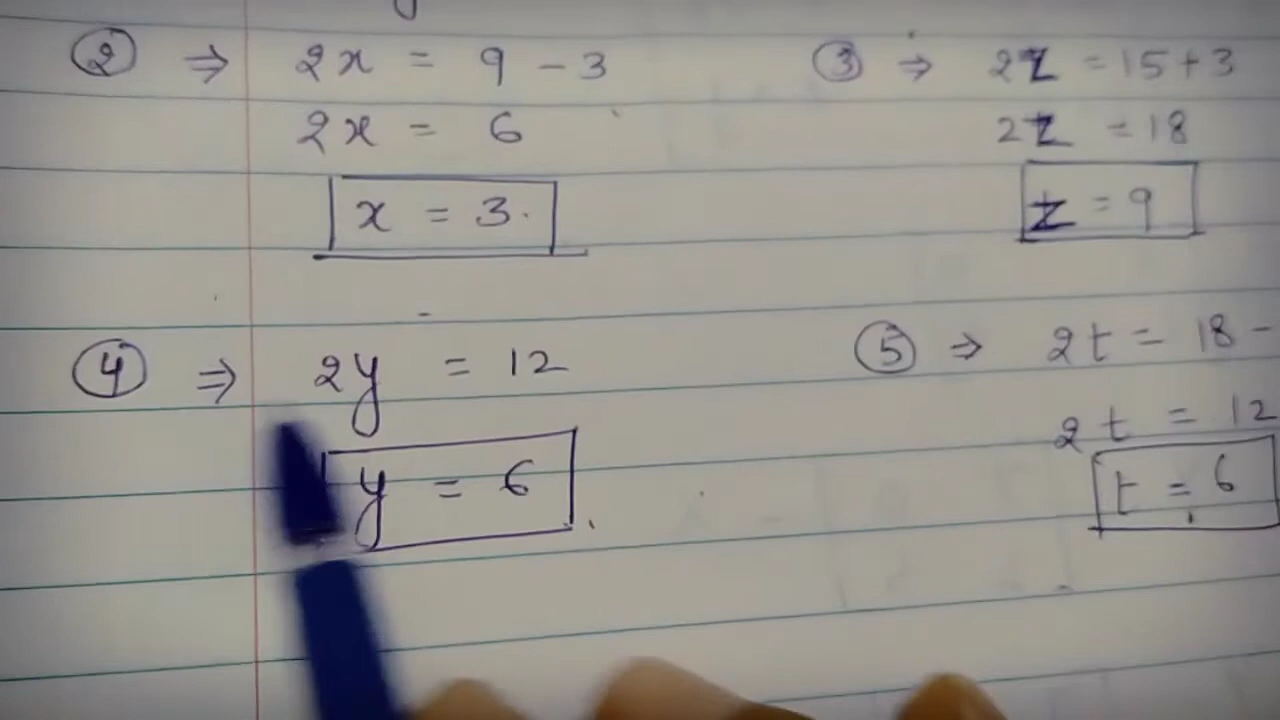 ② ⇒ 2x = 9 - 3
2x = 6
x = 3.
③ ⇒ 2z = 15 + 3
2z = 18
z = 9
④ ⇒ 2y = 12
y = 6
⑤ ⇒ 2t = 18 -
2t = 12
t = 6